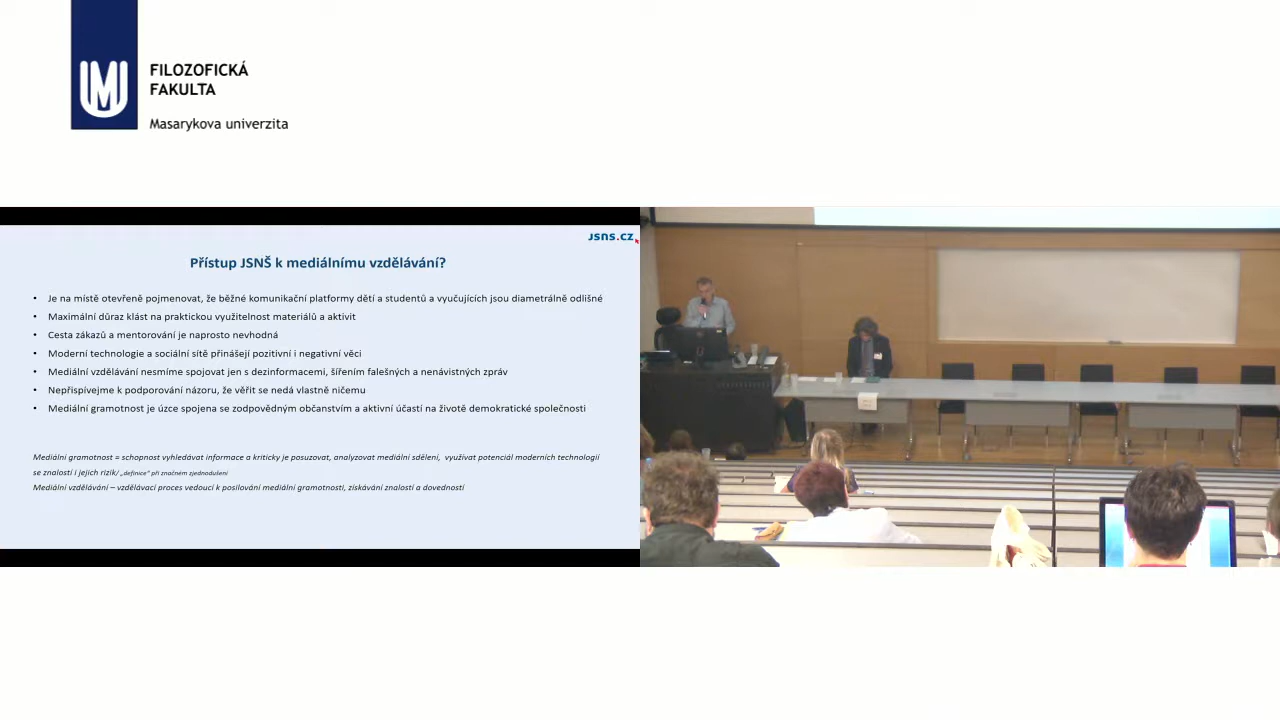 FILOZOFICKÁ
FAKULTA
Masarykova univerzita
JSNS.CZ
Přístup JSNŠ k mediálnímu vzdělávání?
• Je na místě otevřeně pojmenovat, že běžné komunikační platformy dětí a studentů a vyučujících jsou diametrálně odlišné
• Maximální důraz klást na praktickou využitelnost materiálů a aktivit
• Cesta zákazů a mentorování je naprosto nevhodná
• Moderní technologie a sociální sítě přinášejí pozitivní i negativní věci
• Mediální vzdělávání nesmíme spojovat jen s dezinformacemi, šířením falešných a nenávistných zpráv
• Nepřispívejme k podporování názoru, že věřit se nedá vlastně ničemu
• Mediální gramotnost je úzce spojena se zodpovědným občanstvím a aktivní účastí na životě demokratické společnosti
Mediální gramotnost = schopnost vyhledávat informace a kriticky je posuzovat, analyzovat mediální sdělení, využívat potenciál moderních technologií
se znalostí i jejich rizik/ „definice“ při značném zjednodušení
Mediální vzdělávání – vzdělávací proces vedoucí k posilování mediální gramotnosti, získávání znalostí a dovedností